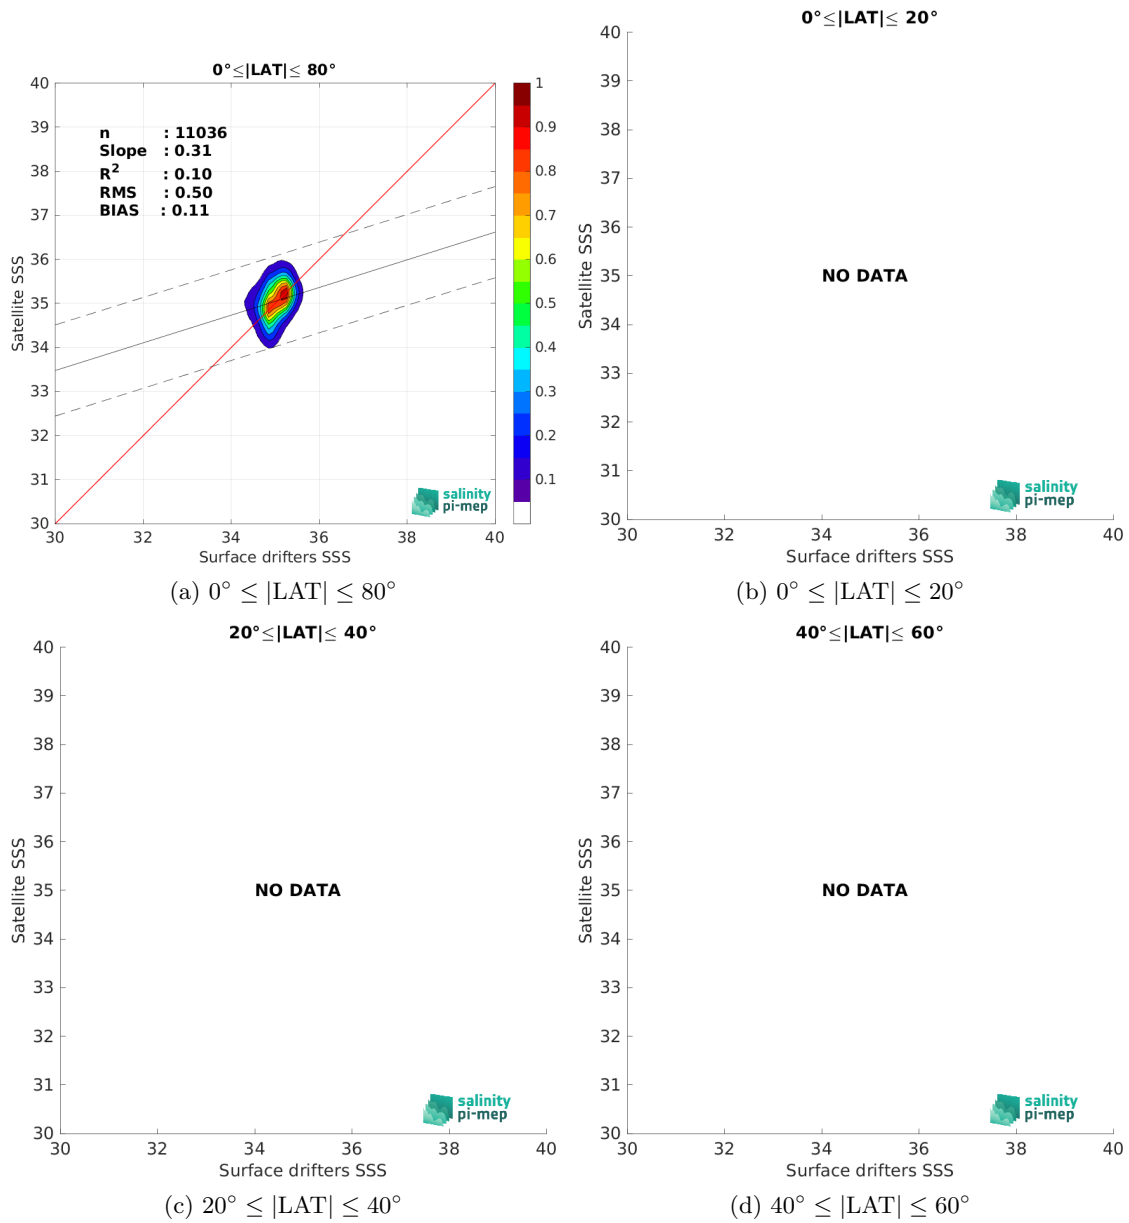 0°≤|LAT|≤ 80°
40
39
38
37
36
35
34
33
32
31
30
Satellite SSS
n : 11036
Slope : 0.31
R² : 0.10
RMS : 0.50
BIAS : 0.11
1
0.9
0.8
0.7
0.6
0.5
0.4
0.3
0.2
0.1
salinity
pi-mep
30 32 34 36 38 40
Surface drifters SSS
(a) 0° ≤ |LAT| ≤ 80°
0°≤|LAT|≤ 20°
40
39
38
37
36
35
34
33
32
31
30
Satellite SSS
NO DATA
salinity
pi-mep
30 32 34 36 38 40
Surface drifters SSS
(b) 0° ≤ |LAT| ≤ 20°
20°≤|LAT|≤ 40°
40
39
38
37
36
35
34
33
32
31
30
Satellite SSS
NO DATA
salinity
pi-mep
30 32 34 36 38 40
Surface drifters SSS
(c) 20° ≤ |LAT| ≤ 40°
40°≤|LAT|≤ 60°
40
39
38
37
36
35
34
33
32
31
30
Satellite SSS
NO DATA
salinity
pi-mep
30 32 34 36 38 40
Surface drifters SSS
(d) 40° ≤ |LAT| ≤ 60°